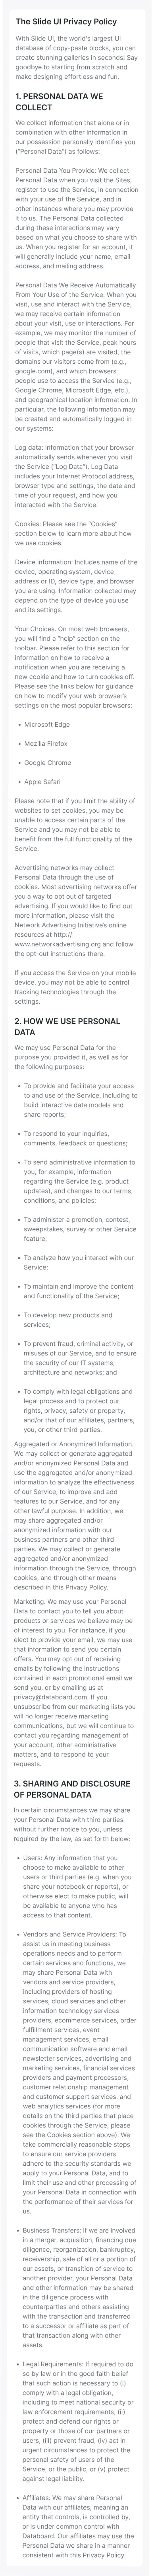 The Slide UI Privacy Policy
With Slide UI, the world's largest UI
database of copy-paste blocks, you can
create stunning galleries in seconds! Say
goodbye to starting from scratch and
make designing effortless and fun.
1. PERSONAL DATA WE
COLLECT
We collect information that alone or in
combination with other information in
our possession personally identifies you
("Personal Data") as follows:
Personal Data You Provide: We collect
Personal Data when you visit the Sites,
register to use the Service, in connection
with your use of the Service, and in
other instances where you may provide
it to us. The Personal Data collected
during these interactions may vary
based on what you choose to share with
us. When you register for an account, it
will generally include your name, email
address, and mailing address.
Personal Data We Receive Automatically
From Your Use of the Service: When you
visit, use and interact with the Service,
we may receive certain information
about your visit, use or interactions. For
example, we may monitor the number of
people that visit the Service, peak hours
of visits, which page(s) are visited, the
domains our visitors come from (e.g.,
google.com), and which browsers
people use to access the Service (e.g.,
Google Chrome, Microsoft Edge, etc.),
and geographical location information. In
particular, the following information may
be created and automatically logged in
our systems:
Log data: Information that your browser
automatically sends whenever you visit
the Service ("Log Data"). Log Data
includes your Internet Protocol address,
browser type and settings, the date and
time of your request, and how you
interacted with the Service.
Cookies: Please see the "Cookies"
section below to learn more about how
we use cookies.
Device information: Includes name of the
device, operating system, device
address or ID, device type, and browser
you are using. Information collected may
depend on the type of device you use
and its settings.
Your Choices. On most web browsers,
you will find a "help" section on the
toolbar. Please refer to this section for
information on how to receive a
notification when you are receiving a
new cookie and how to turn cookies off.
Please see the links below for guidance
on how to modify your web browser's
settings on the most popular browsers:
• Microsoft Edge
• Mozilla Firefox
• Google Chrome
• Apple Safari
Please note that if you limit the ability of
websites to set cookies, you may be
unable to access certain parts of the
Service and you may not be able to
benefit from the full functionality of the
Service.
Advertising networks may collect
Personal Data through the use of
cookies. Most advertising networks offer
you a way to opt out of targeted
advertising. If you would like to find out
more information, please visit the
Network Advertising Initiative's online
resources at http://
www.networkadvertising.org and follow
the opt-out instructions there.
If you access the Service on your mobile
device, you may not be able to control
tracking technologies through the
settings.
2. HOW WE USE PERSONAL
DATA
We may use Personal Data for the
purpose you provided it, as well as for
the following purposes:
• To provide and facilitate your access
to and use of the Service, including to
build interactive data models and
share reports;
• To respond to your inquiries,
comments, feedback or questions;
• To send administrative information to
you, for example, information
regarding the Service (e.g. product
updates), and changes to our terms,
conditions, and policies;
• To administer a promotion, contest,
sweepstakes, survey or other Service
feature;
• To analyze how you interact with our
Service;
• To maintain and improve the content
and functionality of the Service;
• To develop new products and
services;
• To prevent fraud, criminal activity, or
misuses of our Service, and to ensure
the security of our IT systems,
architecture and networks; and
• To comply with legal obligations and
legal process and to protect our
rights, privacy, safety or property,
and/or that of our affiliates, partners,
you, or other third parties.
Aggregated or Anonymized Information.
We may collect or generate aggregated
and/or anonymized Personal Data and
use the aggregated and/or anonymized
information to analyze the effectiveness
of our Service, to improve and add
features to our Service, and for any
other lawful purpose. In addition, we
may share aggregated and/or
anonymized information with our
business partners and other third
parties. We may collect or generate
aggregated and/or anonymized
information through the Service, through
cookies, and through other means
described in this Privacy Policy.
Marketing. We may use your Personal
Data to contact you to tell you about
products or services we believe may be
of interest to you. For instance, if you
elect to provide your email, we may use
that information to send you certain
offers. You may opt out of receiving
emails by following the instructions
contained in each promotional email we
send you, or by emailing us at
privacy@databoard.com. If you
unsubscribe from our marketing lists you
will no longer receive marketing
communications, but we will continue to
contact you regarding management of
your account, other administrative
matters, and to respond to your
requests.
3. SHARING AND DISCLOSURE
OF PERSONAL DATA
In certain circumstances we may share
your Personal Data with third parties
without further notice to you, unless
required by the law, as set forth below:
• Users: Any information that you
choose to make available to other
users or third parties (e.g. when you
share your notebook or reports), or
otherwise elect to make public, will
be available to anyone who has
access to that content.
• Vendors and Service Providers: To
assist us in meeting business
operations needs and to perform
certain services and functions, we
may share Personal Data with
vendors and service providers,
including providers of hosting
services, cloud services and other
information technology services
providers, ecommerce services, order
fulfillment services, event
management services, email
communication software and email
newsletter services, advertising and
marketing services, financial services
providers and payment processors,
customer relationship management
and customer support services, and
web analytics services (for more
details on the third parties that place
cookies through the Service, please
see the Cookies section above). We
take commercially reasonable steps
to ensure our service providers
adhere to the security standards we
apply to your Personal Data, and to
limit their use and other processing of
your Personal Data in connection with
the performance of their services for
us.
• Business Transfers: If we are involved
in a merger, acquisition, financing due
diligence, reorganization, bankruptcy,
receivership, sale of all or a portion of
our assets, or transition of service to
another provider, your Personal Data
and other information may be shared
in the diligence process with
counterparties and others assisting
with the transaction and transferred
to a successor or affiliate as part of
that transaction along with other
assets.
• Legal Requirements: If required to do
so by law or in the good faith belief
that such action is necessary to (i)
comply with a legal obligation,
including to meet national security or
law enforcement requirements, (ii)
protect and defend our rights or
property or those of our partners or
users, (iii) prevent fraud, (iv) act in
urgent circumstances to protect the
personal safety of users of the
Service, or the public, or (v) protect
against legal liability.
• Affiliates: We may share Personal
Data with our affiliates, meaning an
entity that controls, is controlled by,
or is under common control with
Databoard. Our affiliates may use the
Personal Data we share in a manner
consistent with this Privacy Policy.